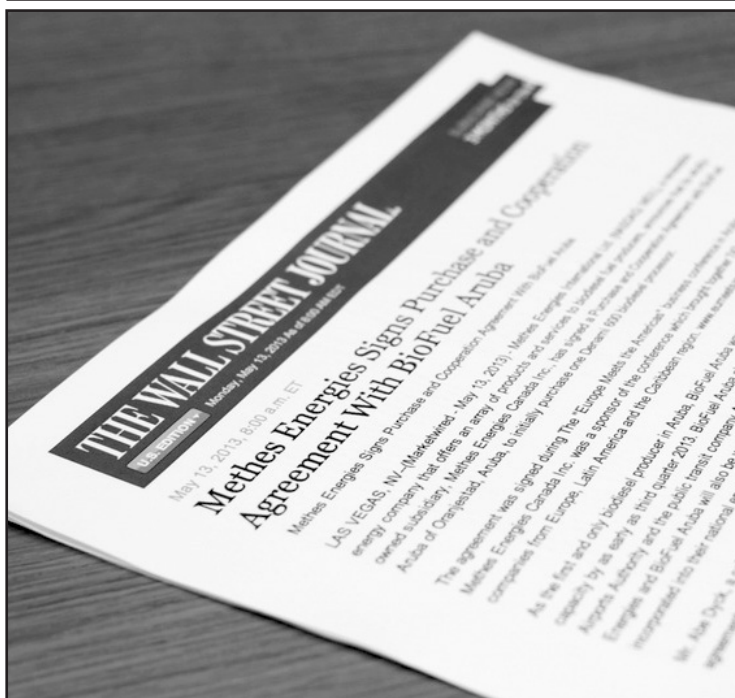 THE WALL STREET JOURNAL.
U.S. EDITION Monday, May 13, 2013 As of 8:00 AM EDT
May 13, 2013, 8:00 a.m. ET
Methes Energies Signs Purchase and Cooperation
Agreement With BioFuel Aruba
Methes Energies Signs Purchase and Cooperation Agreement With BioFuel Aruba
LAS VEGAS, NV--(Marketwired - May 13, 2013) - Methes Energies International
energy company that offers an array of products and services to biodiesel fuel producers,
owned subsidiary, Methes Energies Canada Inc., has signed a Purchase and Cooperation Agreement with
Aruba of Oranjestad, Aruba, to initially purchase one Denami 600 biodiesel processor.
The agreement was signed during The "Europe Meets the Americas" business conference in
Methes Energies Canada Inc. was a sponsor of the conference which brought together
companies from Europe, Latin America and the Caribbean region.
As the first and only biodiesel producer in Aruba, BioFuel Aruba
capacity by as early as third quarter 2013. BioFuel Aruba
Airports Authority and the public transit company
Energies and BioFuel Aruba will also be
incorporated into their national
Mr. Abe Dyck, a
agreement